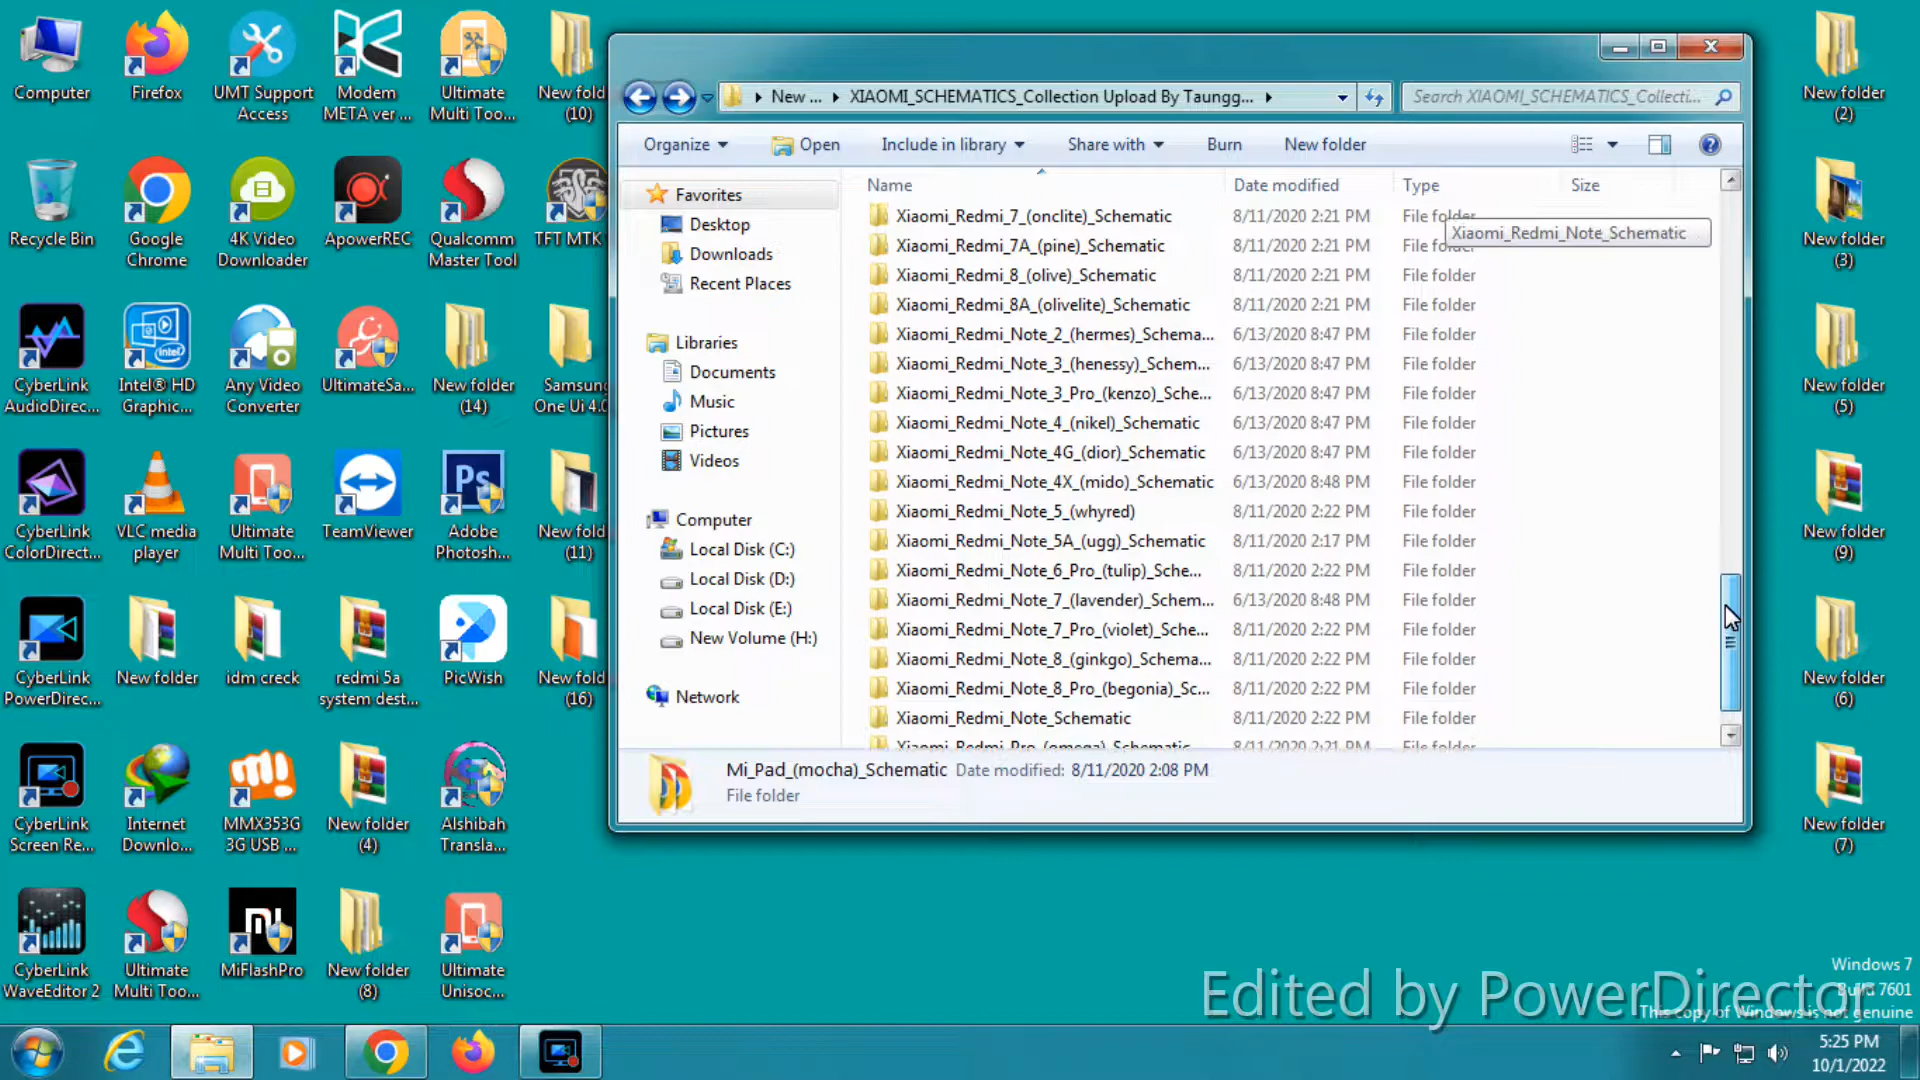 Computer
Firefox
UMT Support
Access
Modem
META ver ...
Ultimate
Multi Too...
New fold
(10)
Recycle Bin
Google
Chrome
4K Video
Downloader
ApowerREC
Qualcomm
Master Tool
TFT MTK
CyberLink
AudioDirec...
Intel® HD
Graphic...
Any Video
Converter
UltimateSa...
New folder
(14)
Samsung
One Ui 4.0
CyberLink
ColorDirect...
VLC media
player
Ultimate
Multi Too...
TeamViewer
Adobe
Photosh...
New fold
(11)
CyberLink
PowerDirec...
New folder
idm creck
redmi 5a
system dest...
PicWish
New fold
(16)
CyberLink
Screen Re...
Internet
Downlo...
MMX353G
3G USB ...
New folder
(4)
Alshibah
Transla...
CyberLink
WaveEditor 2
Ultimate
Multi Too...
MiFlashPro
New folder
(8)
Ultimate
Unisoc...
New ... XIAOMI_SCHEMATICS_Collection Upload By Taungg...
Search XIAOMI_SCHEMATICS_Collecti...
Organize Open Include in library Share with Burn New folder
Favorites
Desktop
Downloads
Recent Places
Libraries
Documents
Music
Pictures
Videos
Computer
Local Disk (C:)
Local Disk (D:)
Local Disk (E:)
New Volume (H:)
Network
Name Date modified Type Size
Xiaomi_Redmi_7_(onclite)_Schematic 8/11/2020 2:21 PM File folder
Xiaomi_Redmi_Note_Schematic
Xiaomi_Redmi_7A_(pine)_Schematic 8/11/2020 2:21 PM File folder
Xiaomi_Redmi_8_(olive)_Schematic 8/11/2020 2:21 PM File folder
Xiaomi_Redmi_8A_(olivelite)_Schematic 8/11/2020 2:21 PM File folder
Xiaomi_Redmi_Note_2_(hermes)_Schema... 6/13/2020 8:47 PM File folder
Xiaomi_Redmi_Note_3_(henessy)_Schem... 6/13/2020 8:47 PM File folder
Xiaomi_Redmi_Note_3_Pro_(kenzo)_Sche... 6/13/2020 8:47 PM File folder
Xiaomi_Redmi_Note_4_(nikel)_Schematic 6/13/2020 8:47 PM File folder
Xiaomi_Redmi_Note_4G_(dior)_Schematic 6/13/2020 8:47 PM File folder
Xiaomi_Redmi_Note_4X_(mido)_Schematic 6/13/2020 8:48 PM File folder
Xiaomi_Redmi_Note_5_(whyred) 8/11/2020 2:22 PM File folder
Xiaomi_Redmi_Note_5A_(ugg)_Schematic 8/11/2020 2:17 PM File folder
Xiaomi_Redmi_Note_6_Pro_(tulip)_Sche... 8/11/2020 2:22 PM File folder
Xiaomi_Redmi_Note_7_(lavender)_Schem... 6/13/2020 8:48 PM File folder
Xiaomi_Redmi_Note_7_Pro_(violet)_Sche... 8/11/2020 2:22 PM File folder
Xiaomi_Redmi_Note_8_(ginkgo)_Schema... 8/11/2020 2:22 PM File folder
Xiaomi_Redmi_Note_8_Pro_(begonia)_Sc... 8/11/2020 2:22 PM File folder
Xiaomi_Redmi_Note_Schematic 8/11/2020 2:22 PM File folder
Xiaomi_Redmi_Pro_(omega)_Schematic 8/11/2020 2:21 PM File folder
Mi_Pad_(mocha)_Schematic Date modified: 8/11/2020 2:08 PM
File folder
New folder
(2)
New folder
(3)
New folder
(5)
New folder
(9)
New folder
(6)
New folder
(7)
Windows 7
Build 7601
This copy of Windows is not genuine
Edited by PowerDirector
5:25 PM
10/1/2022